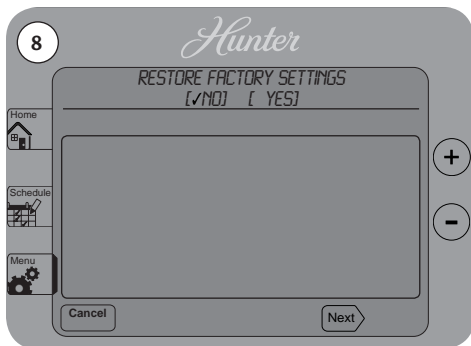 8
Hunter
RESTORE FACTORY SETTINGS
[✓NO] [ YES]
Home
+
Schedule
-
Menu
Cancel
Next